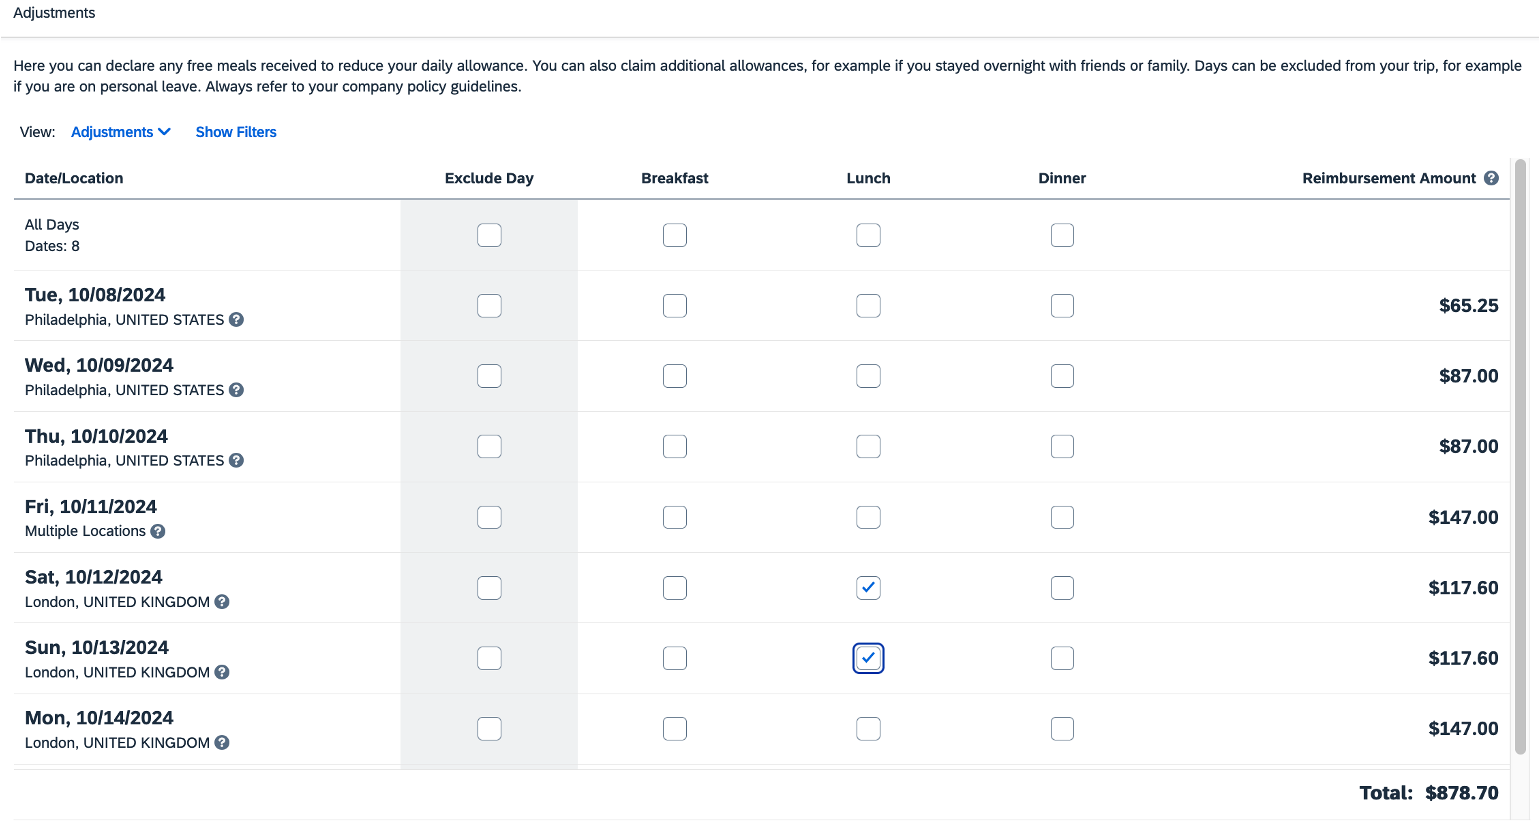 Adjustments
Here you can declare any free meals received to reduce your daily allowance. You can also claim additional allowances, for example if you stayed overnight with friends or family. Days can be excluded from your trip, for example
if you are on personal leave. Always refer to your company policy guidelines.
View: Adjustments Show Filters
Date/Location Exclude Day Breakfast Lunch Dinner Reimbursement Amount ?
All Days
Dates: 8
Tue, 10/08/2024
Philadelphia, UNITED STATES ?
$65.25
Wed, 10/09/2024
Philadelphia, UNITED STATES ?
$87.00
Thu, 10/10/2024
Philadelphia, UNITED STATES ?
$87.00
Fri, 10/11/2024
Multiple Locations ?
$147.00
Sat, 10/12/2024
London, UNITED KINGDOM ?
$117.60
Sun, 10/13/2024
London, UNITED KINGDOM ?
$117.60
Mon, 10/14/2024
London, UNITED KINGDOM ?
$147.00
Total: $878.70